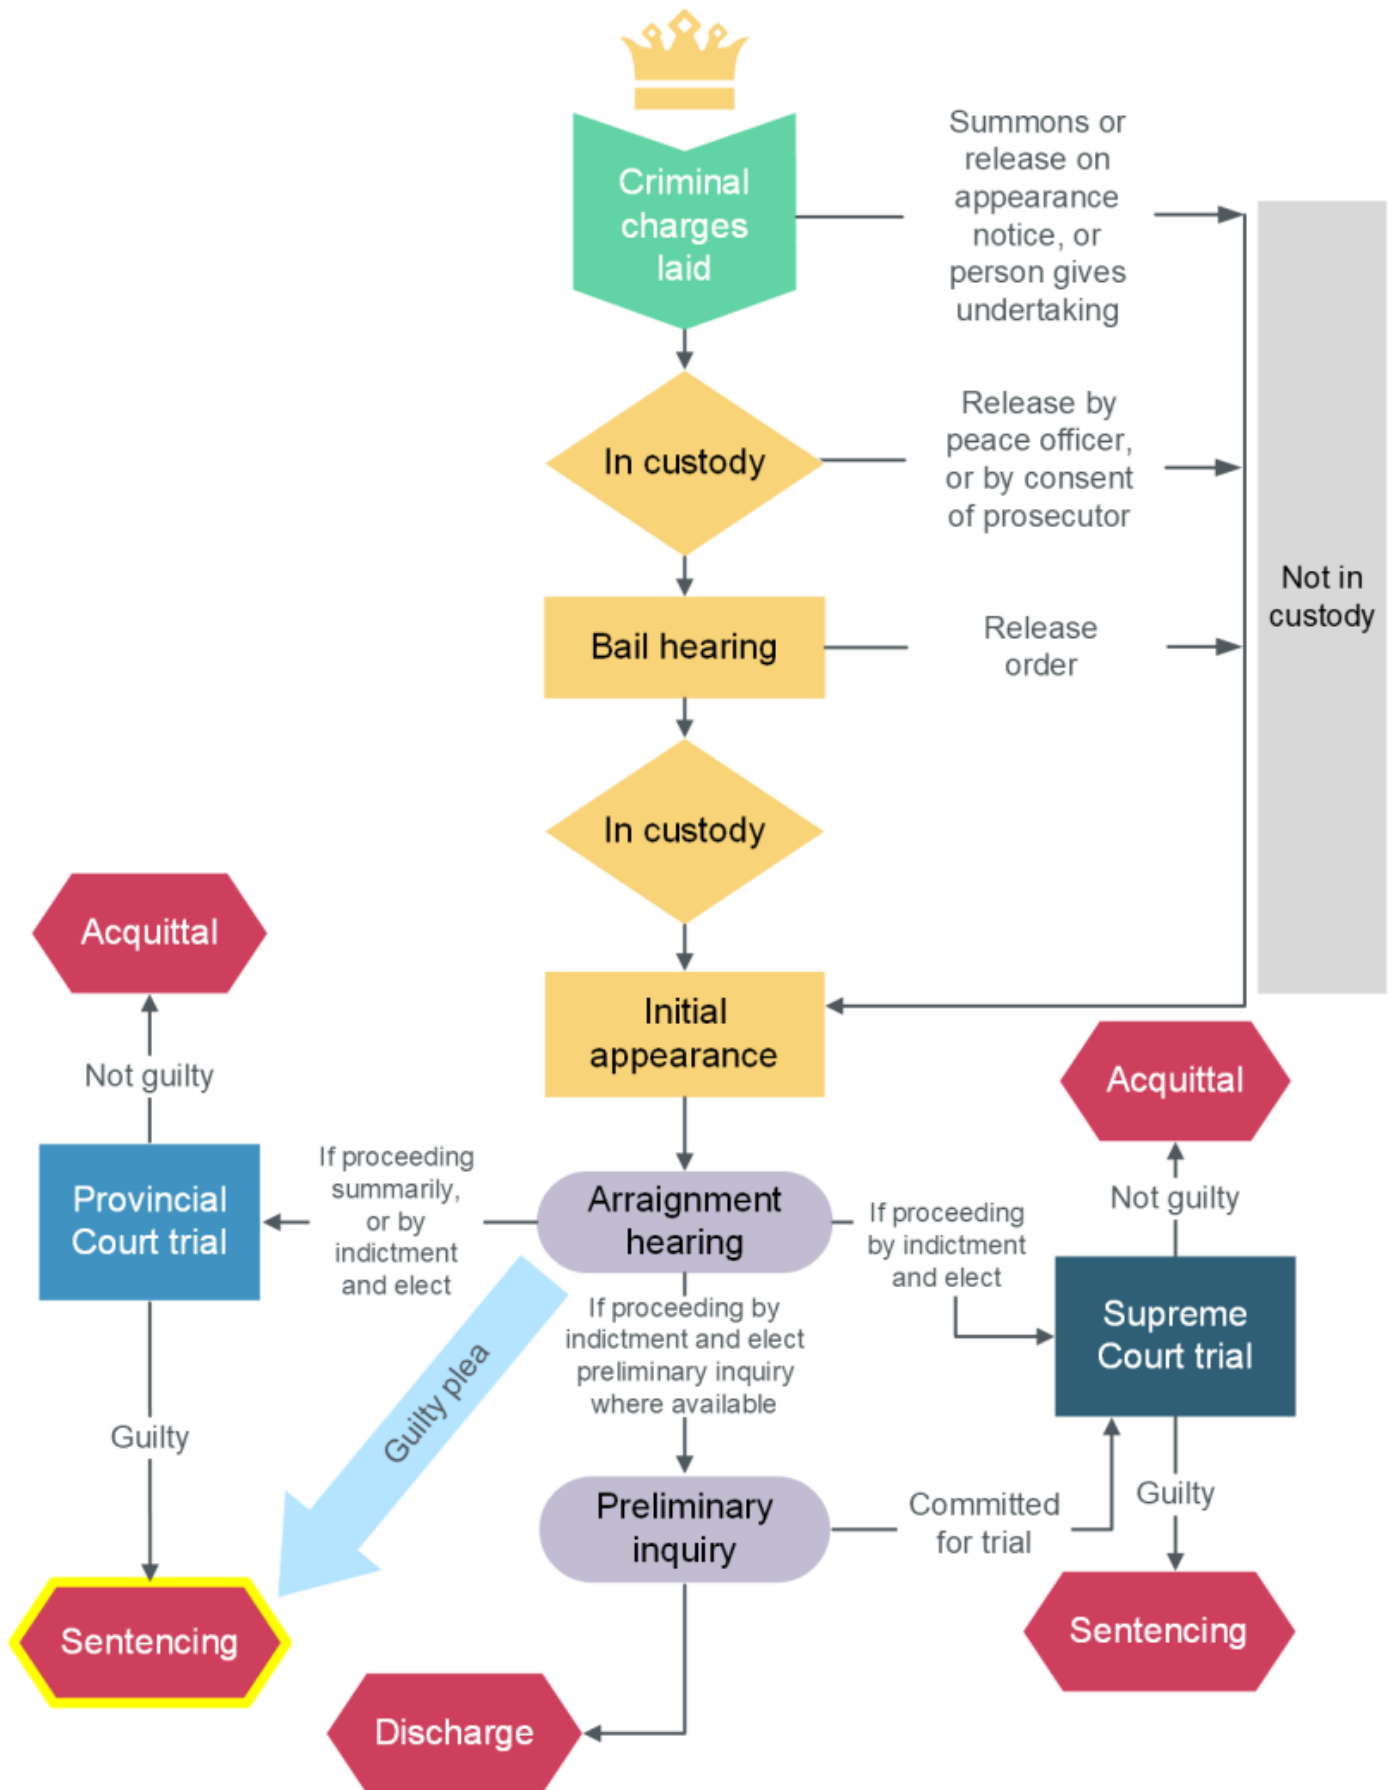 Criminal
charges
laid
Summons or
release on
appearance
notice, or
person gives
undertaking
In custody
Release by
peace officer,
or by consent
of prosecutor
Not in
custody
Bail hearing
Release
order
In custody
Initial
appearance
Acquittal
Not guilty
Provincial
Court trial
If proceeding
summarily,
or by
indictment
and elect
Arraignment
hearing
If proceeding
by indictment
and elect
Acquittal
Not guilty
Supreme
Court trial
If proceeding by
indictment and elect
preliminary inquiry
where available
Guilty plea
Guilty
Preliminary
inquiry
Committed
for trial
Guilty
Sentencing
Sentencing
Discharge